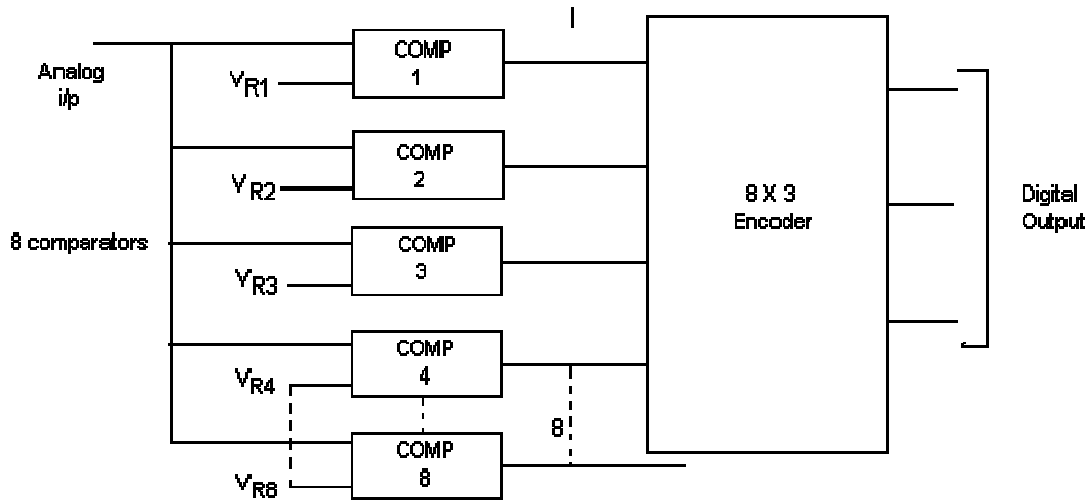 I
Analog
i/p
COMP
1
VR1
COMP
2
VR2
8 comparators
COMP
3
VR3
COMP
4
VR4
8
COMP
8
VR8
8 X 3
Encoder
Digital
Output